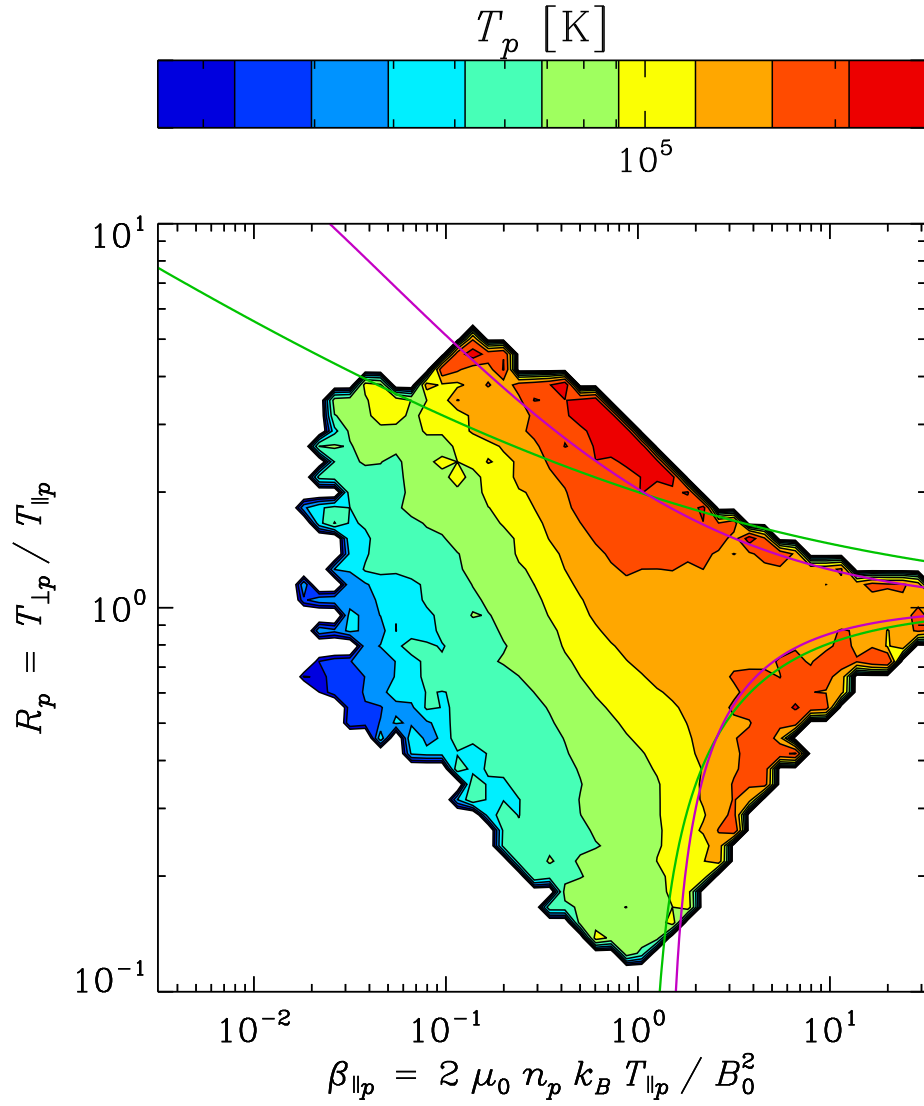 T_p [K]
10^5
10^1
10^0
10^-1
R_p = T_⊥p / T_∥p
10^-2 10^-1 10^0 10^1
β_∥p = 2 μ_0 n_p k_B T_∥p / B_0^2